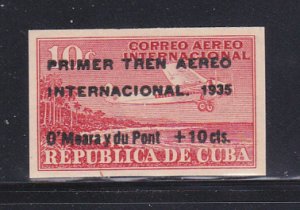 10c
CORREO AEREO
INTERNACIONAL
PRIMER TREN AEREO
INTERNACIONAL. 1935
O'Meara y du Pont +10 cts.
REPUBLICA DE CUBA